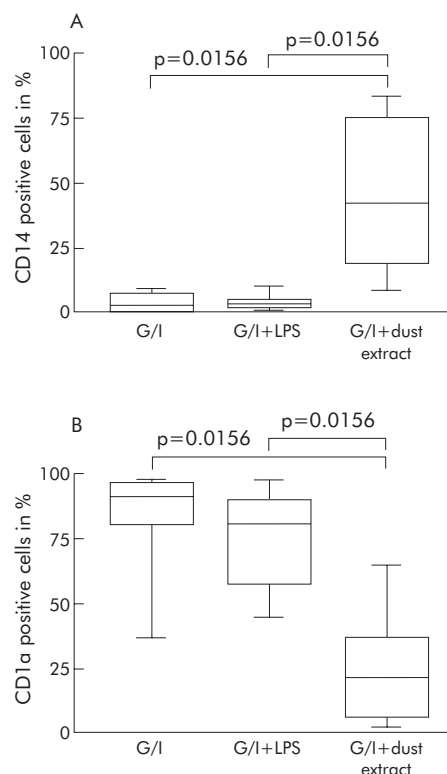 A
p=0.0156
p=0.0156
CD14 positive cells in %
100
75
50
25
0
G/I
G/I+LPS
G/I+dust
extract
B
p=0.0156
p=0.0156
CD1a positive cells in %
100
75
50
25
0
G/I
G/I+LPS
G/I+dust
extract